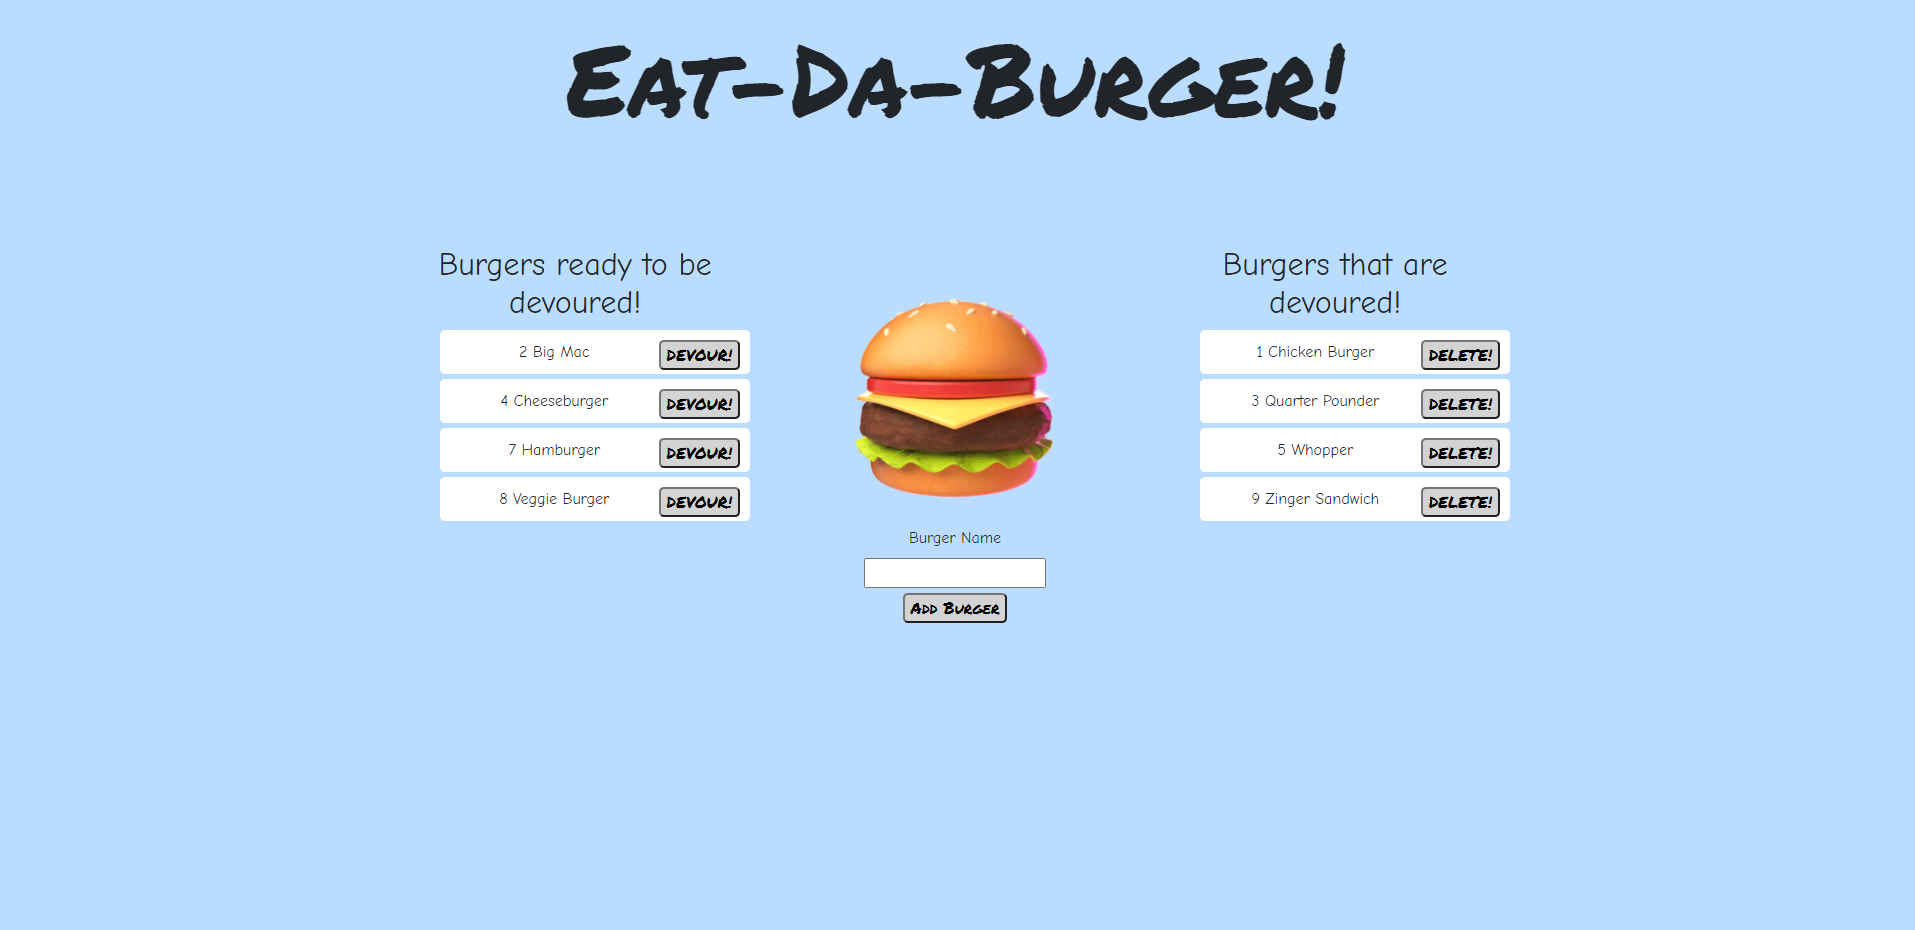 Eat-Da-Burger!
Burgers ready to be
devoured!
2 Big Mac
DEVOUR!
4 Cheeseburger
DEVOUR!
7 Hamburger
DEVOUR!
8 Veggie Burger
DEVOUR!
Burger Name
Add Burger
Burgers that are
devoured!
1 Chicken Burger
DELETE!
3 Quarter Pounder
DELETE!
5 Whopper
DELETE!
9 Zinger Sandwich
DELETE!